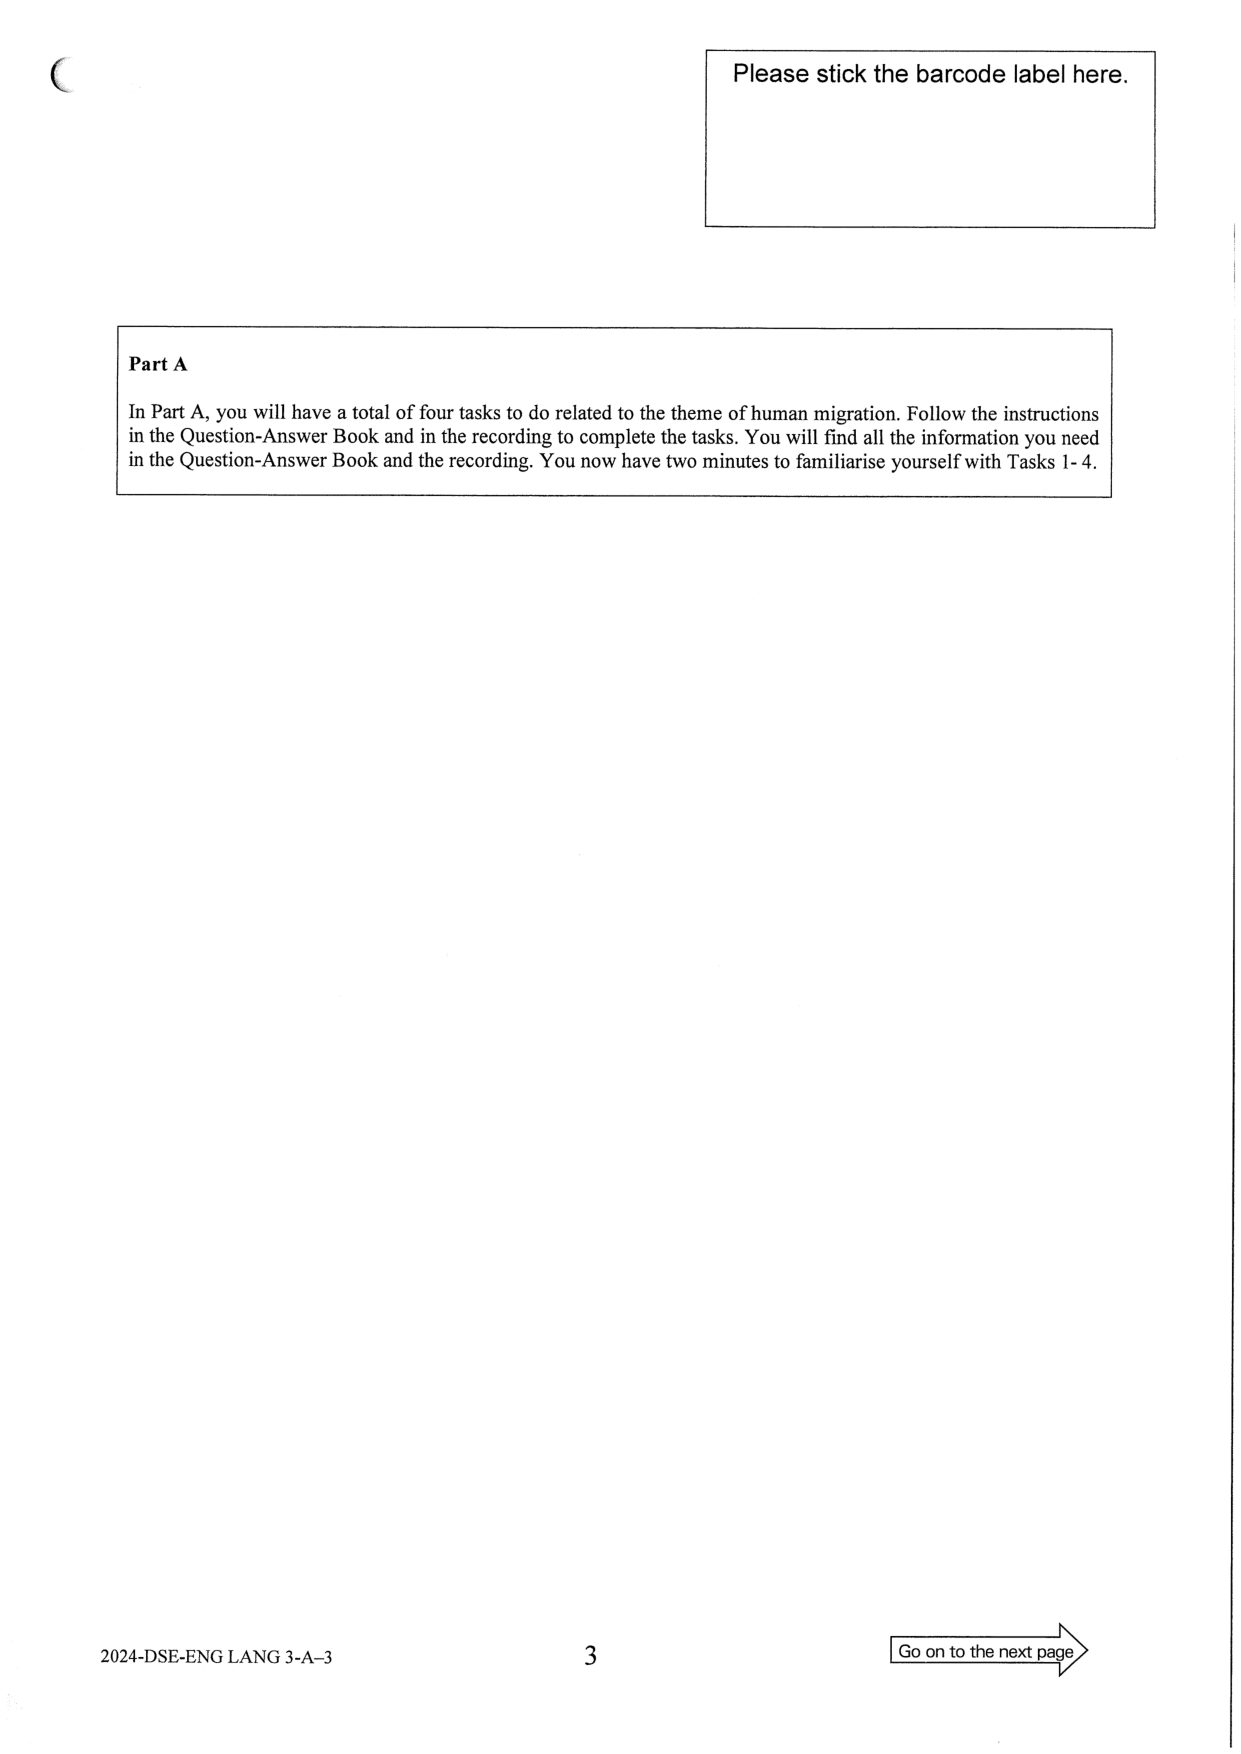 Please stick the barcode label here.
Part A
In Part A, you will have a total of four tasks to do related to the theme of human migration. Follow the instructions
in the Question-Answer Book and in the recording to complete the tasks. You will find all the information you need
in the Question-Answer Book and the recording. You now have two minutes to familiarise yourself with Tasks 1- 4.
2024-DSE-ENG LANG 3-A–3
3
Go on to the next page